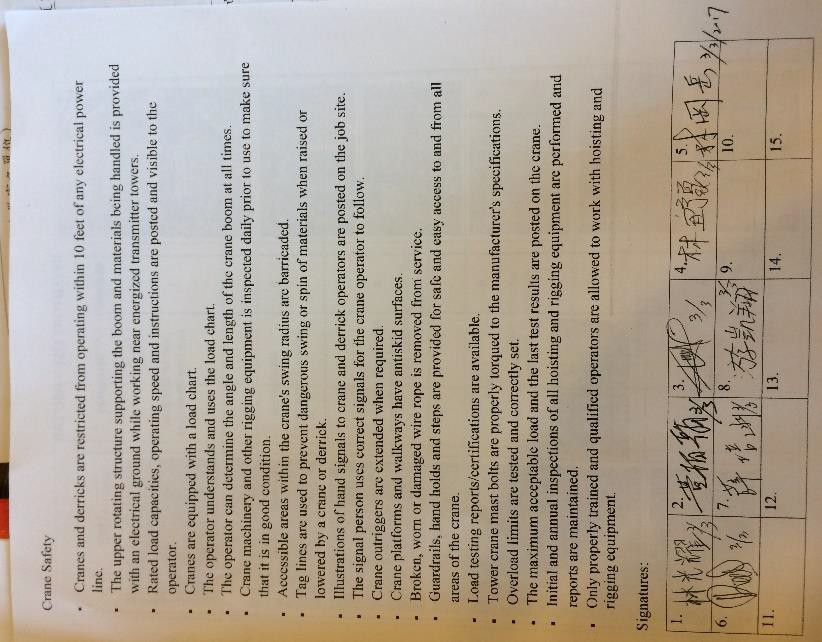 Crane Safety
• Cranes and derricks are restricted from operating within 10 feet of any electrical power
line.
• The upper rotating structure supporting the boom and materials being handled is provided
with an electrical ground while working near energized transmitter towers.
• Rated load capacities, operating speed and instructions are posted and visible to the
operator.
• Cranes are equipped with a load chart.
• The operator understands and uses the load chart.
• The operator can determine the angle and length of the crane boom at all times.
• Crane machinery and other rigging equipment is inspected daily prior to use to make sure
that it is in good condition.
• Accessible areas within the crane's swing radius are barricaded.
• Tag lines are used to prevent dangerous swing or spin of materials when raised or
lowered by a crane or derrick.
• Illustrations of hand signals to crane and derrick operators are posted on the job site.
• The signal person uses correct signals for the crane operator to follow.
• Crane outriggers are extended when required.
• Crane platforms and walkways have antiskid surfaces.
• Broken, worn or damaged wire rope is removed from service.
• Guardrails, hand holds and steps are provided for safe and easy access to and from all
areas of the crane.
• Load testing reports/certifications are available.
• Tower crane mast bolts are properly torqued to the manufacturer's specifications.
• Overload limits are tested and correctly set.
• The maximum acceptable load and the last test results are posted on the crane.
• Initial and annual inspections of all hoisting and rigging equipment are performed and
reports are maintained.
• Only properly trained and qualified operators are allowed to work with hoisting and
rigging equipment.
Signatures:
1. 林光耀 3/3 2. 3. 3/3 4. 林 5. 林国岳 3/3/2017
6. 3/3 7. 8. 游凱翔 9. 10.
11. 12. 13. 14. 15.